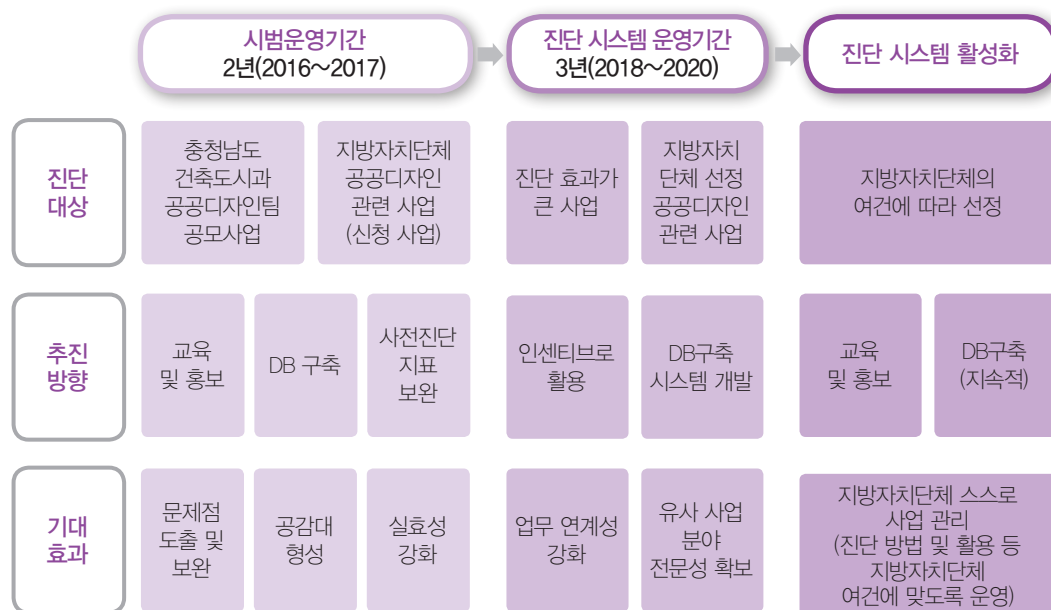 시범운영기간
2년(2016~2017)
진단 시스템 운영기간
3년(2018~2020)
진단 시스템 활성화
진단
대상
충청남도
건축도시과
공공디자인팀
공모사업
지방자치단체
공공디자인
관련 사업
(신청 사업)
진단 효과가
큰 사업
지방자치
단체 선정
공공디자인
관련 사업
지방자치단체의
여건에 따라 선정
추진
방향
교육
및 홍보
DB 구축
사전진단
지표
보완
인센티브로
활용
DB구축
시스템 개발
교육
및 홍보
DB구축
(지속적)
기대
효과
문제점
도출 및
보완
공감대
형성
실효성
강화
업무 연계성
강화
유사 사업
분야
전문성 확보
지방자치단체 스스로
사업 관리
(진단 방법 및 활용 등
지방자치단체
여건에 맞도록 운영)